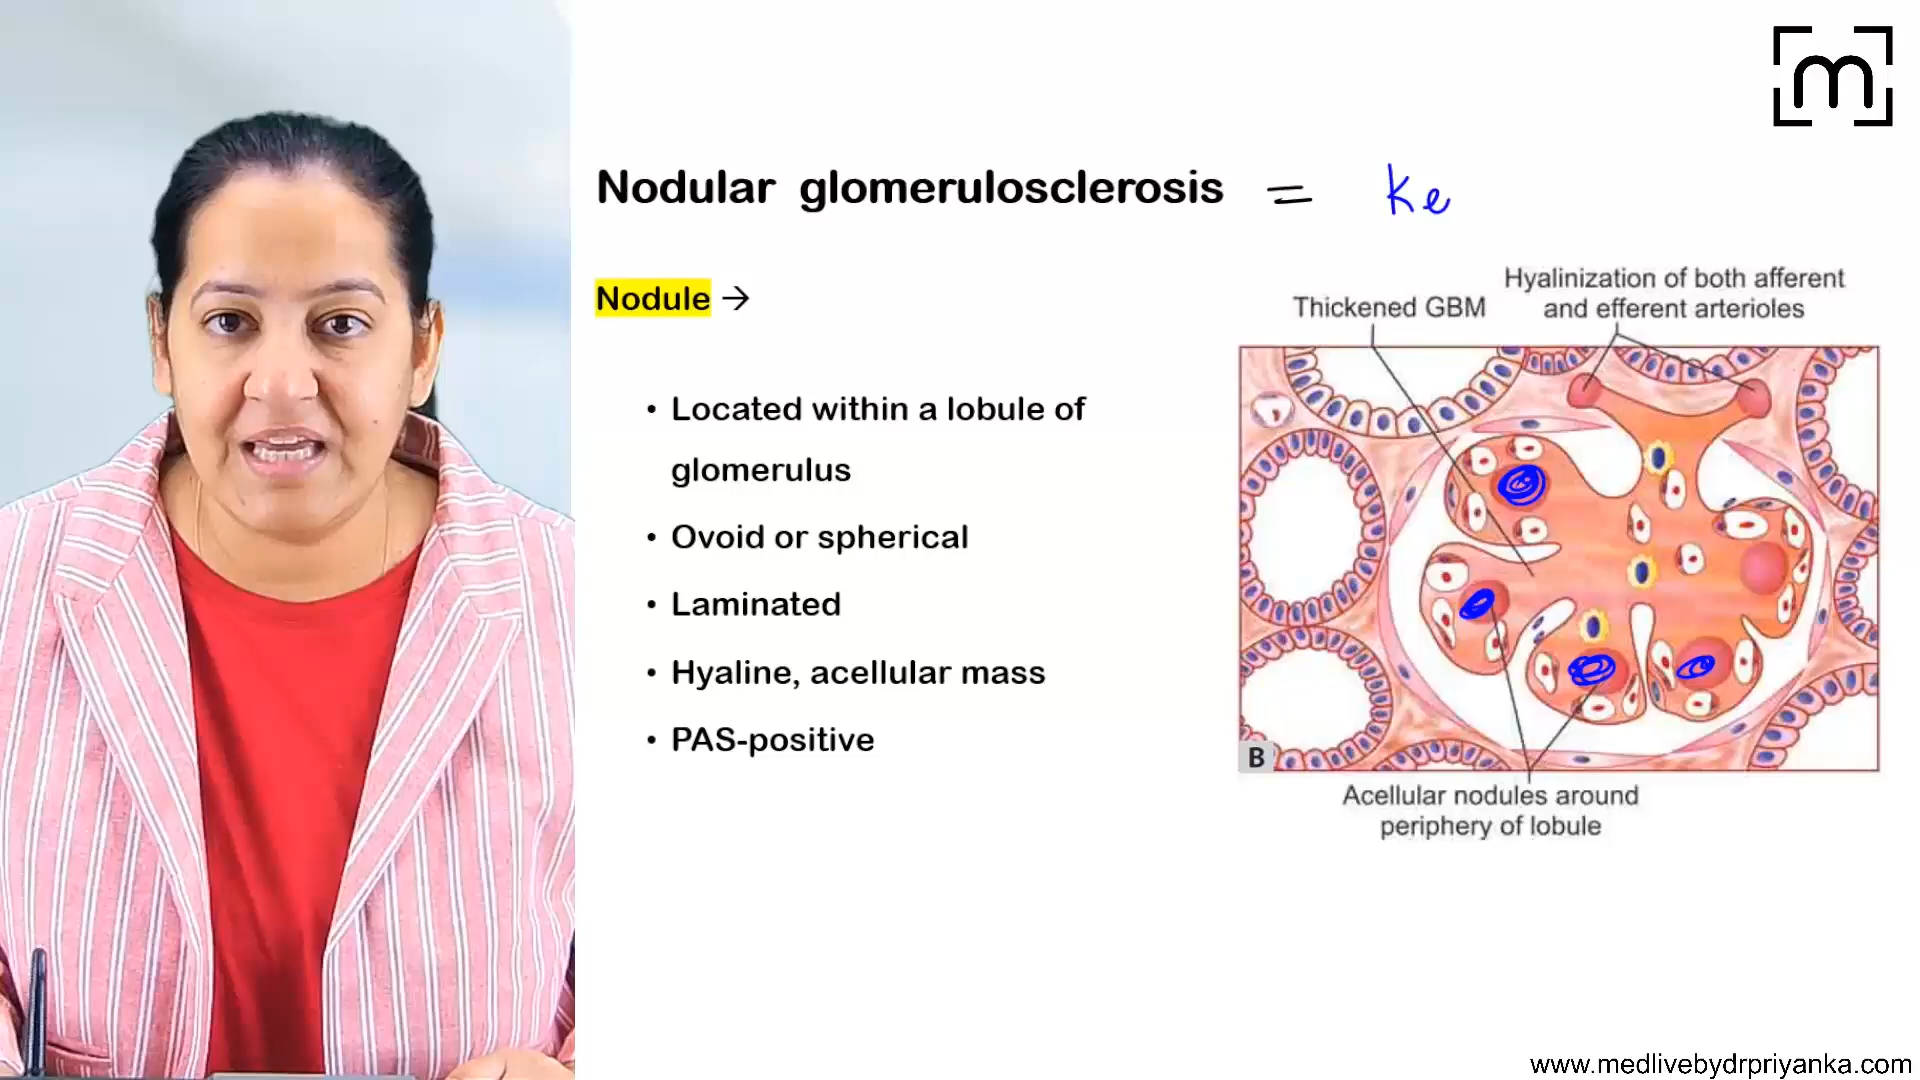 m
Nodular glomerulosclerosis = Ke
Nodule →
Hyalinization of both afferent
and efferent arterioles
Thickened GBM
• Located within a lobule of
glomerulus
• Ovoid or spherical
• Laminated
• Hyaline, acellular mass
• PAS-positive
B
Acellular nodules around
periphery of lobule
www.medlivebydrpriyanka.com